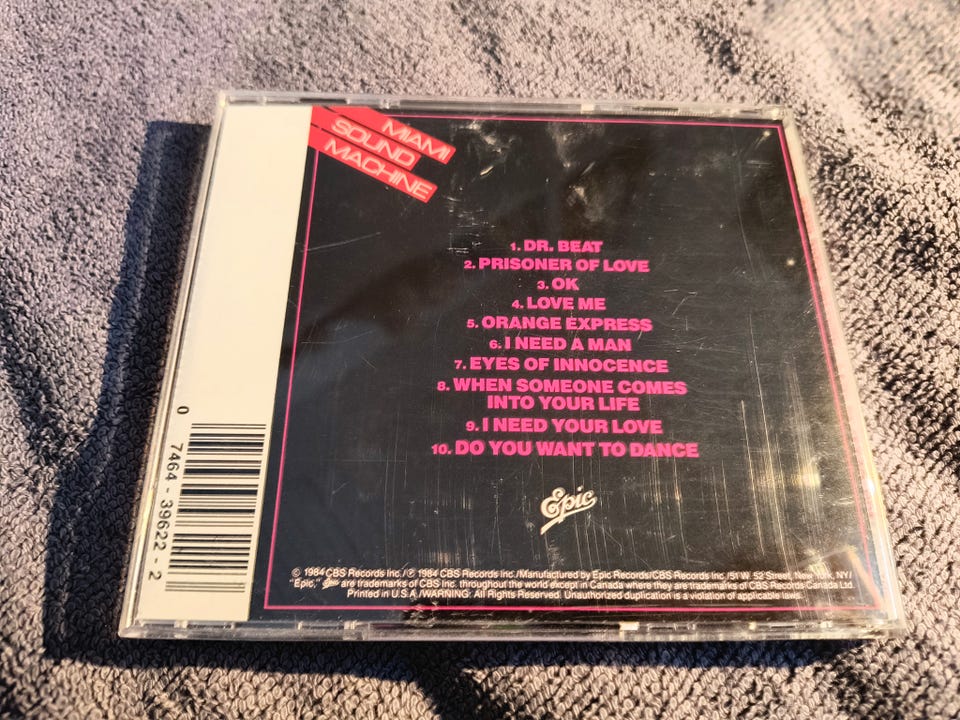 MIAMI
SOUND
MACHINE
1. DR. BEAT
2. PRISONER OF LOVE
3. OK
4. LOVE ME
5. ORANGE EXPRESS
6. I NEED A MAN
7. EYES OF INNOCENCE
8. WHEN SOMEONE COMES
INTO YOUR LIFE
9. I NEED YOUR LOVE
10. DO YOU WANT TO DANCE
Epic
© 1984 CBS Records Inc./℗ 1984 CBS Records Inc./Manufactured by Epic Records/CBS Records Inc./51 W. 52 Street, New York, NY/
"Epic," Epic are trademarks of CBS Inc. throughout the world except in Canada where they are trademarks of CBS Records Canada Ltd.
Printed in U.S.A./WARNING: All Rights Reserved. Unauthorized duplication is a violation of applicable laws.
0 7464-39622-2